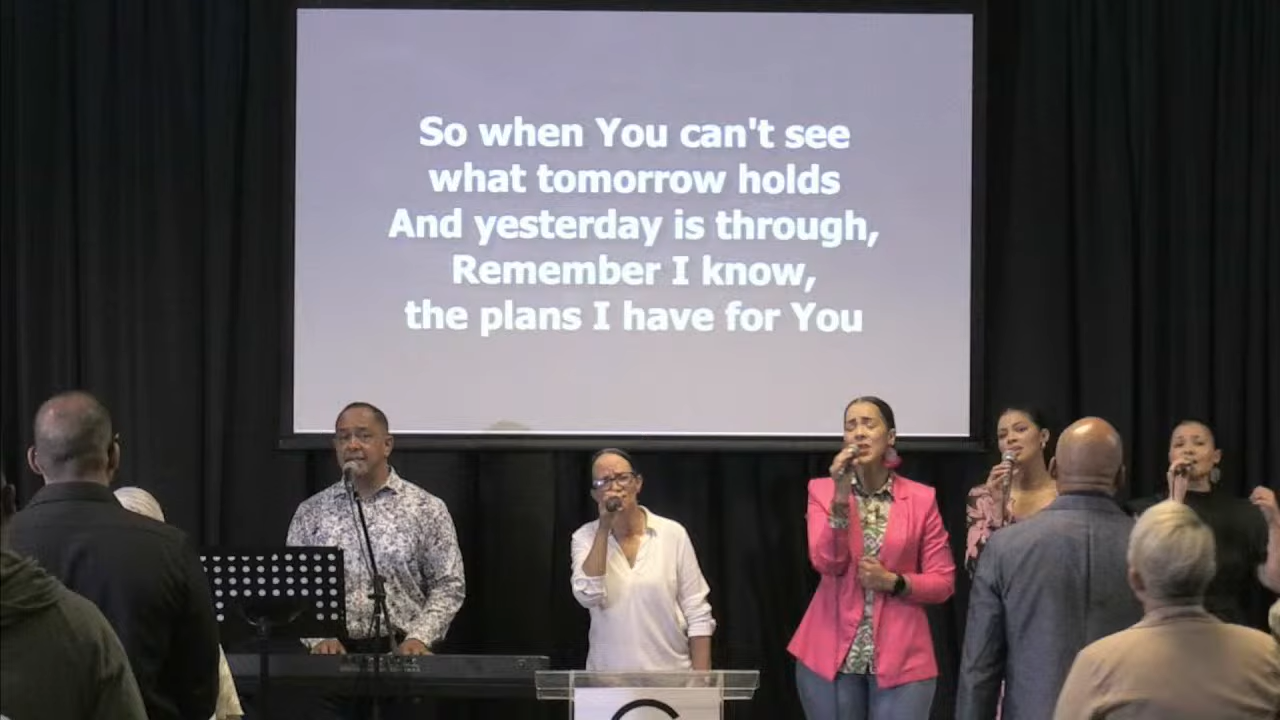 So when You can't see
what tomorrow holds
And yesterday is through,
Remember I know,
the plans I have for You